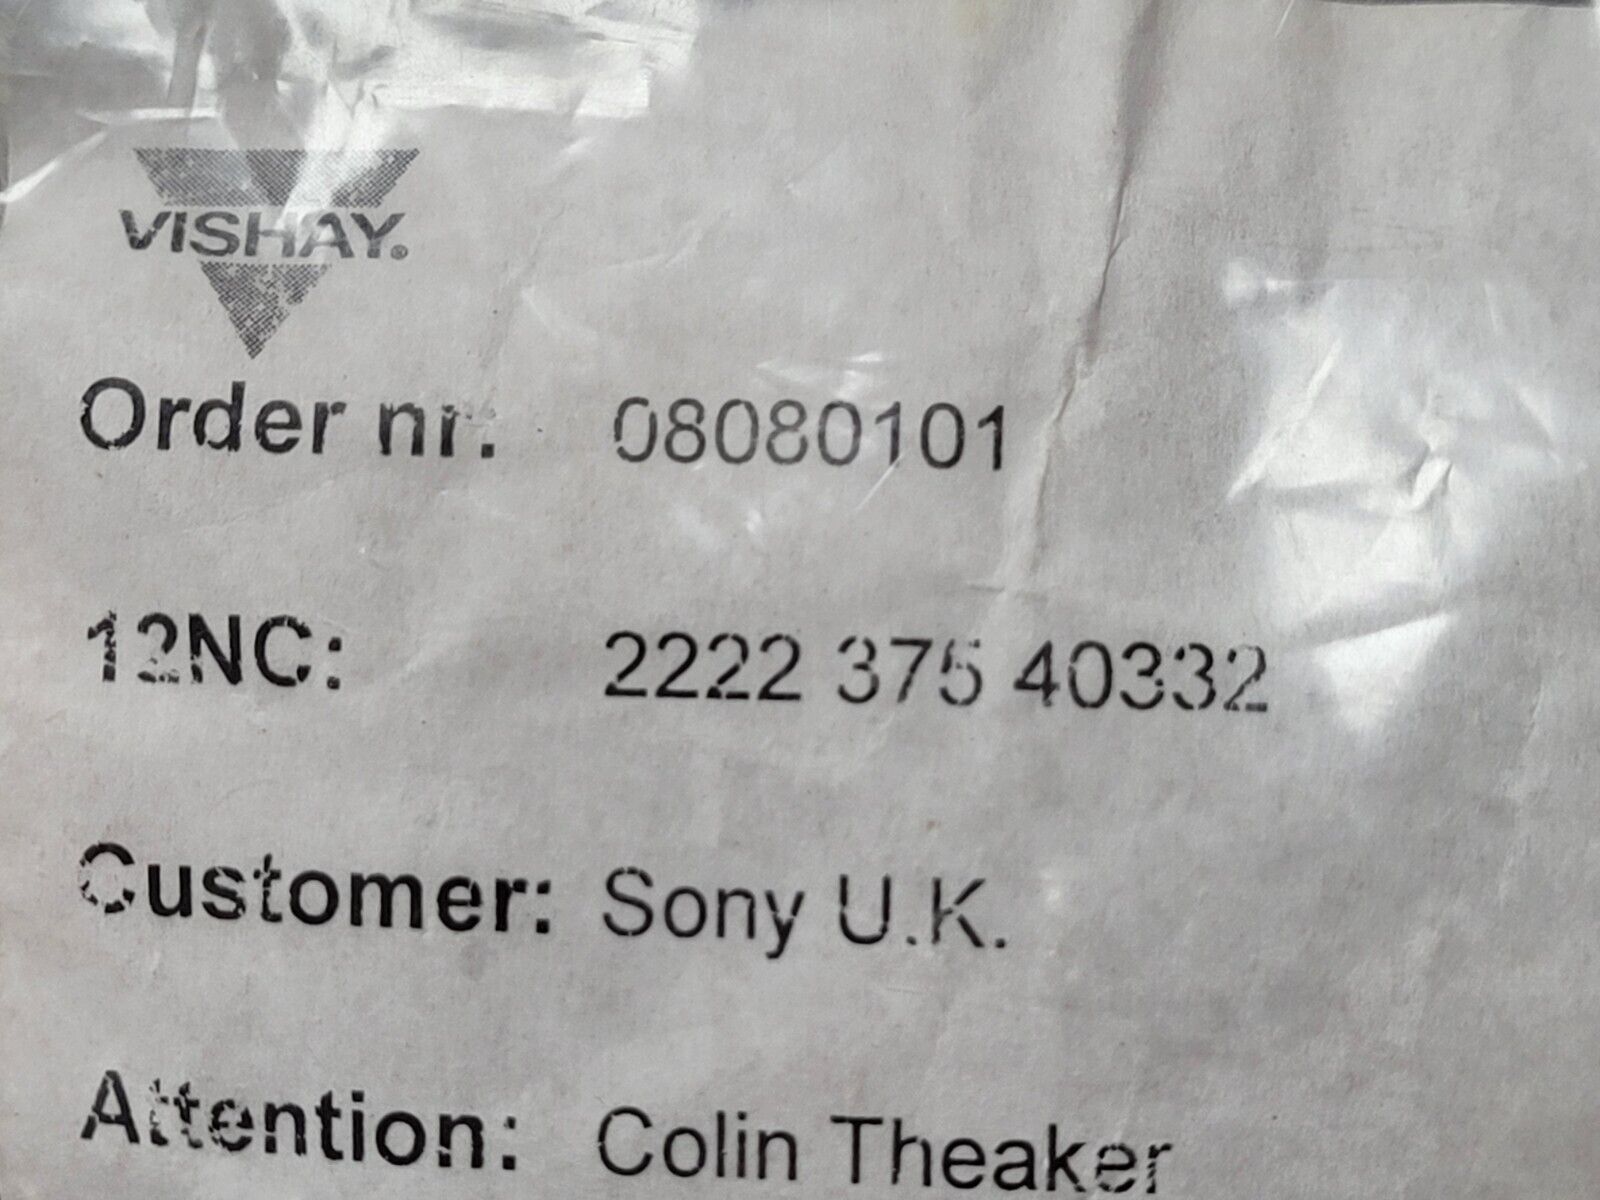 VISHAY®
Order nr. 08080101
12NC: 2222 375 40332
Customer: Sony U.K.
Attention: Colin Theaker